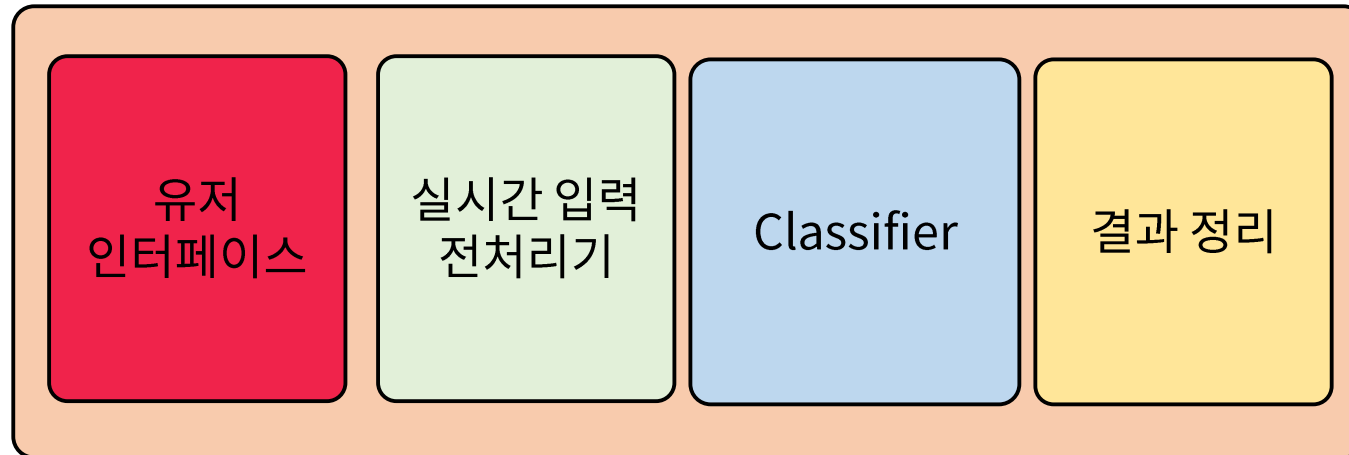 유저
인터페이스
실시간 입력
전처리기
Classifier
결과 정리